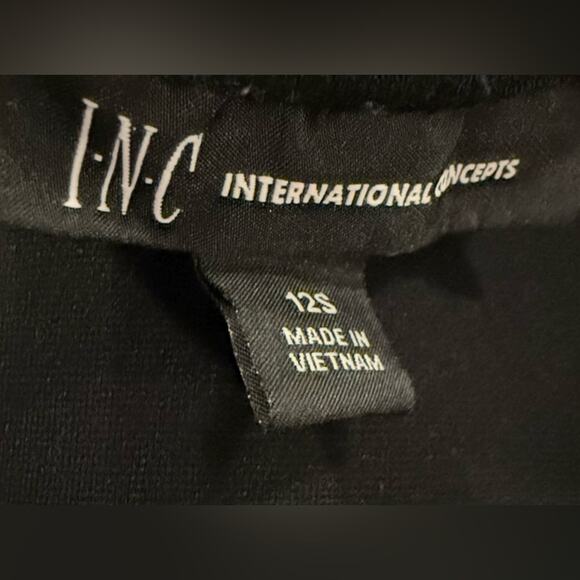 I·N·C INTERNATIONAL CONCEPTS
12S
MADE IN
VIETNAM